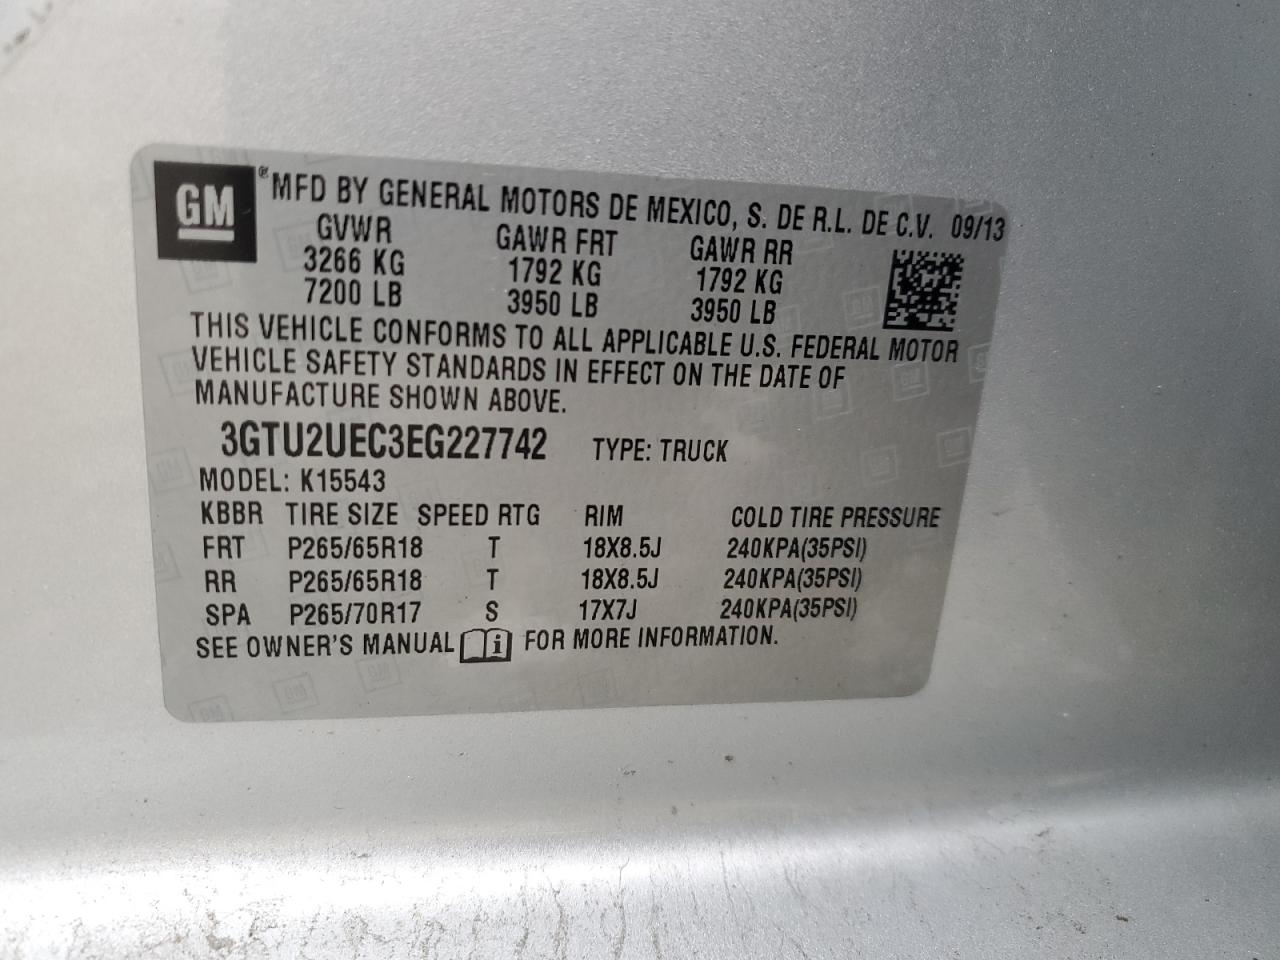 GM ® MFD BY GENERAL MOTORS DE MEXICO, S. DE R.L. DE C.V. 09/13
GVWR GAWR FRT GAWR RR
3266 KG 1792 KG 1792 KG
7200 LB 3950 LB 3950 LB
THIS VEHICLE CONFORMS TO ALL APPLICABLE U.S. FEDERAL MOTOR
VEHICLE SAFETY STANDARDS IN EFFECT ON THE DATE OF
MANUFACTURE SHOWN ABOVE.
3GTU2UEC3EG227742 TYPE: TRUCK
MODEL: K15543
KBBR TIRE SIZE SPEED RTG RIM COLD TIRE PRESSURE
FRT P265/65R18 T 18X8.5J 240KPA(35PSI)
RR P265/65R18 T 18X8.5J 240KPA(35PSI)
SPA P265/70R17 S 17X7J 240KPA(35PSI)
SEE OWNER'S MANUAL i FOR MORE INFORMATION.